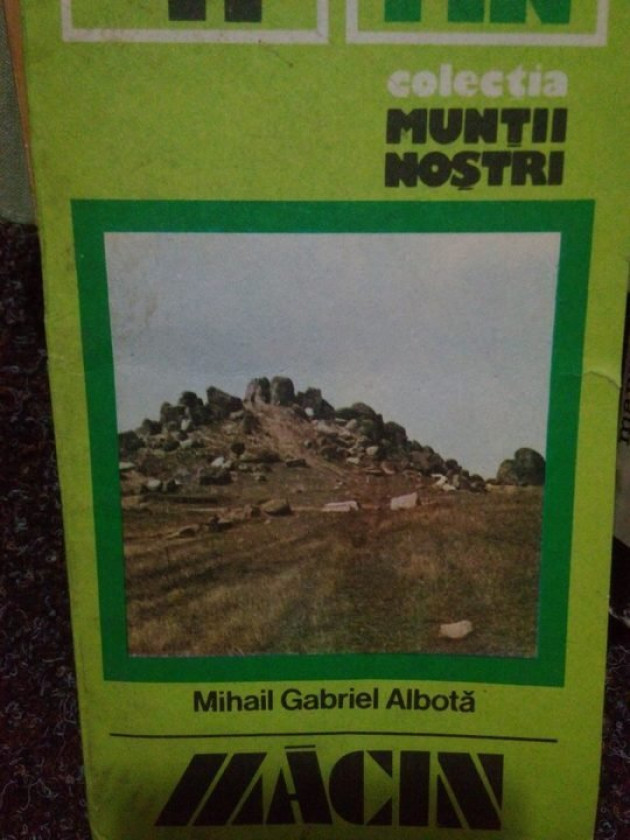 colecția
MUNȚII
NOȘTRI
Mihail Gabriel Albotă
MĂCIN